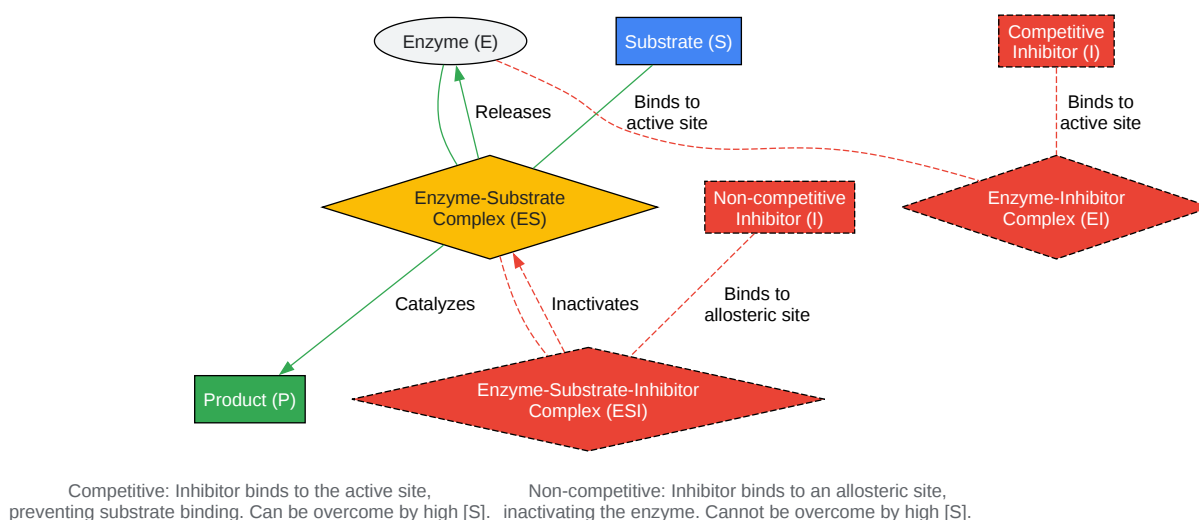 Enzyme (E)
Substrate (S)
Competitive
Inhibitor (I)
Releases
Binds to
active site
Binds to
active site
Enzyme-Substrate
Complex (ES)
Non-competitive
Inhibitor (I)
Enzyme-Inhibitor
Complex (EI)
Catalyzes
Inactivates
Binds to
allosteric site
Product (P)
Enzyme-Substrate-Inhibitor
Complex (ESI)
Competitive: Inhibitor binds to the active site,
preventing substrate binding. Can be overcome by high [S].
Non-competitive: Inhibitor binds to an allosteric site,
inactivating the enzyme. Cannot be overcome by high [S].